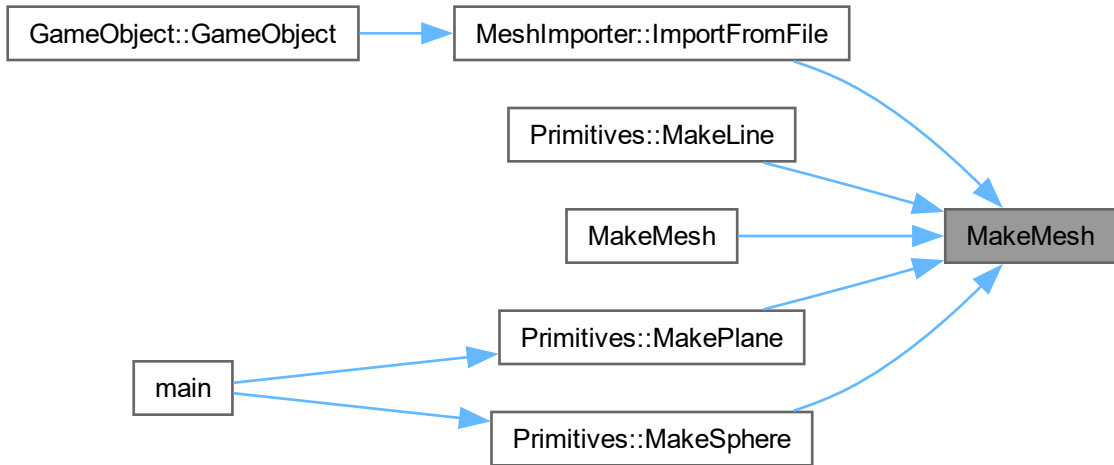 GameObject::GameObject
MeshImporter::ImportFromFile
Primitives::MakeLine
MakeMesh
MakeMesh
Primitives::MakePlane
main
Primitives::MakeSphere